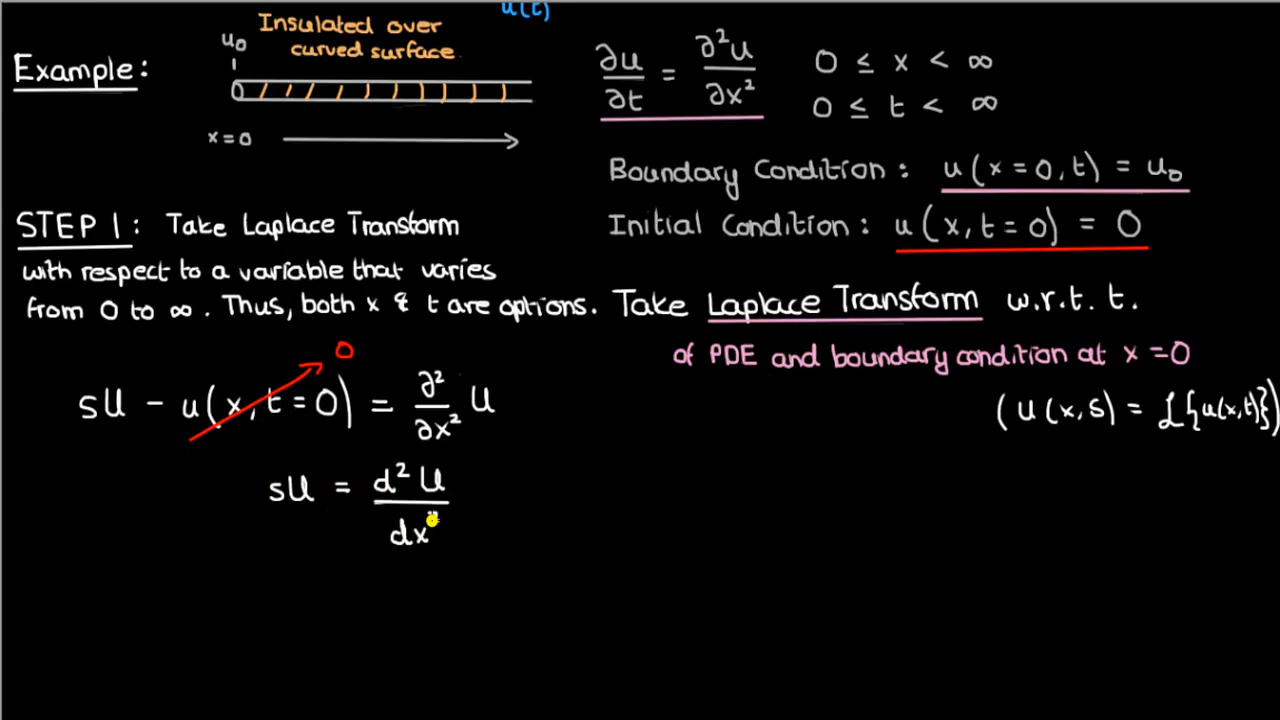 u(t)
Insulated over
curved surface
u₀
Example:
x=0
∂u/∂t = ∂²u/∂x²
0 ≤ x < ∞
0 ≤ t < ∞
Boundary Condition: u(x=0,t) = u₀
Initial Condition: u(x,t=0) = 0
STEP 1: Take Laplace Transform
with respect to a variable that varies
from 0 to ∞. Thus, both x & t are options. Take Laplace Transform w.r.t. t.
of PDE and boundary condition at x=0
0
sU - u(x,t=0) = ∂²/∂x² U
(U(x,s) = ℒ{u(x,t)})
sU = d²U/dx